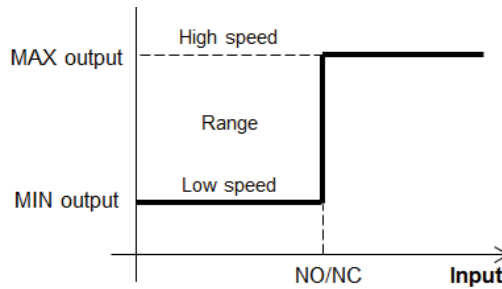 High speed
MAX output
Range
Low speed
MIN output
NO/NC
Input